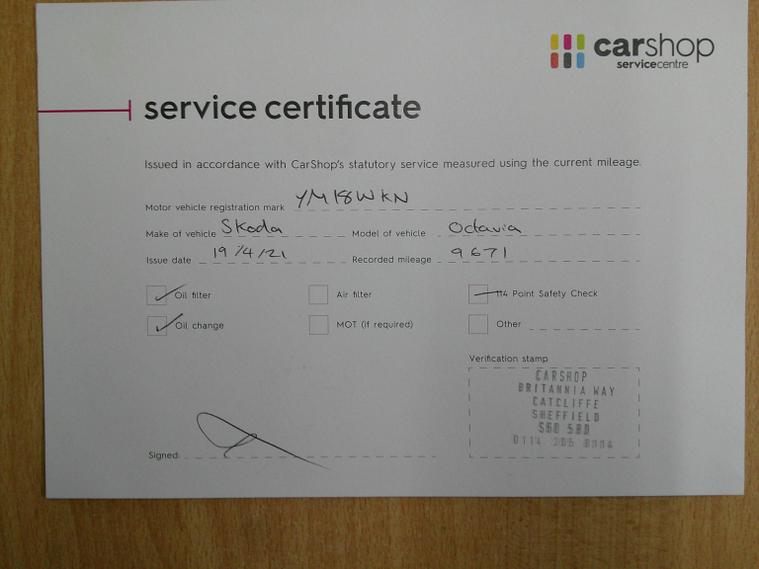 carshop
servicecentre
service certificate
Issued in accordance with CarShop's statutory service measured using the current mileage.
Motor vehicle registration mark YM18WKN
Make of vehicle Skoda Model of vehicle Octavia
Issue date 19/4/21 Recorded mileage 9671
Oil filter Air filter 114 Point Safety Check
Oil change MOT (if required) Other
Verification stamp
CARSHOP
BRITANNIA WAY
CATCLIFFE
SHEFFIELD
S60 5BD
0114 205
Signed: